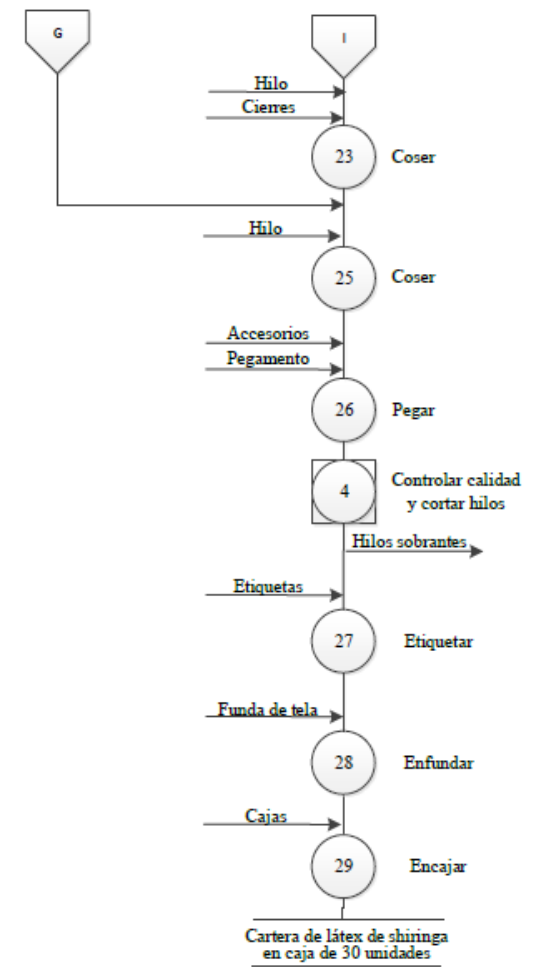 G
I
Hilo
Cierres
23 Coser
Hilo
25 Coser
Accesorios
Pegamento
26 Pegar
4
Controlar calidad
y cortar hilos
Hilos sobrantes
Etiquetas
27 Etiquetar
Funda de tela
28 Enfundar
Cajas
29 Encajar
Cartera de látex de shiringa
en caja de 30 unidades